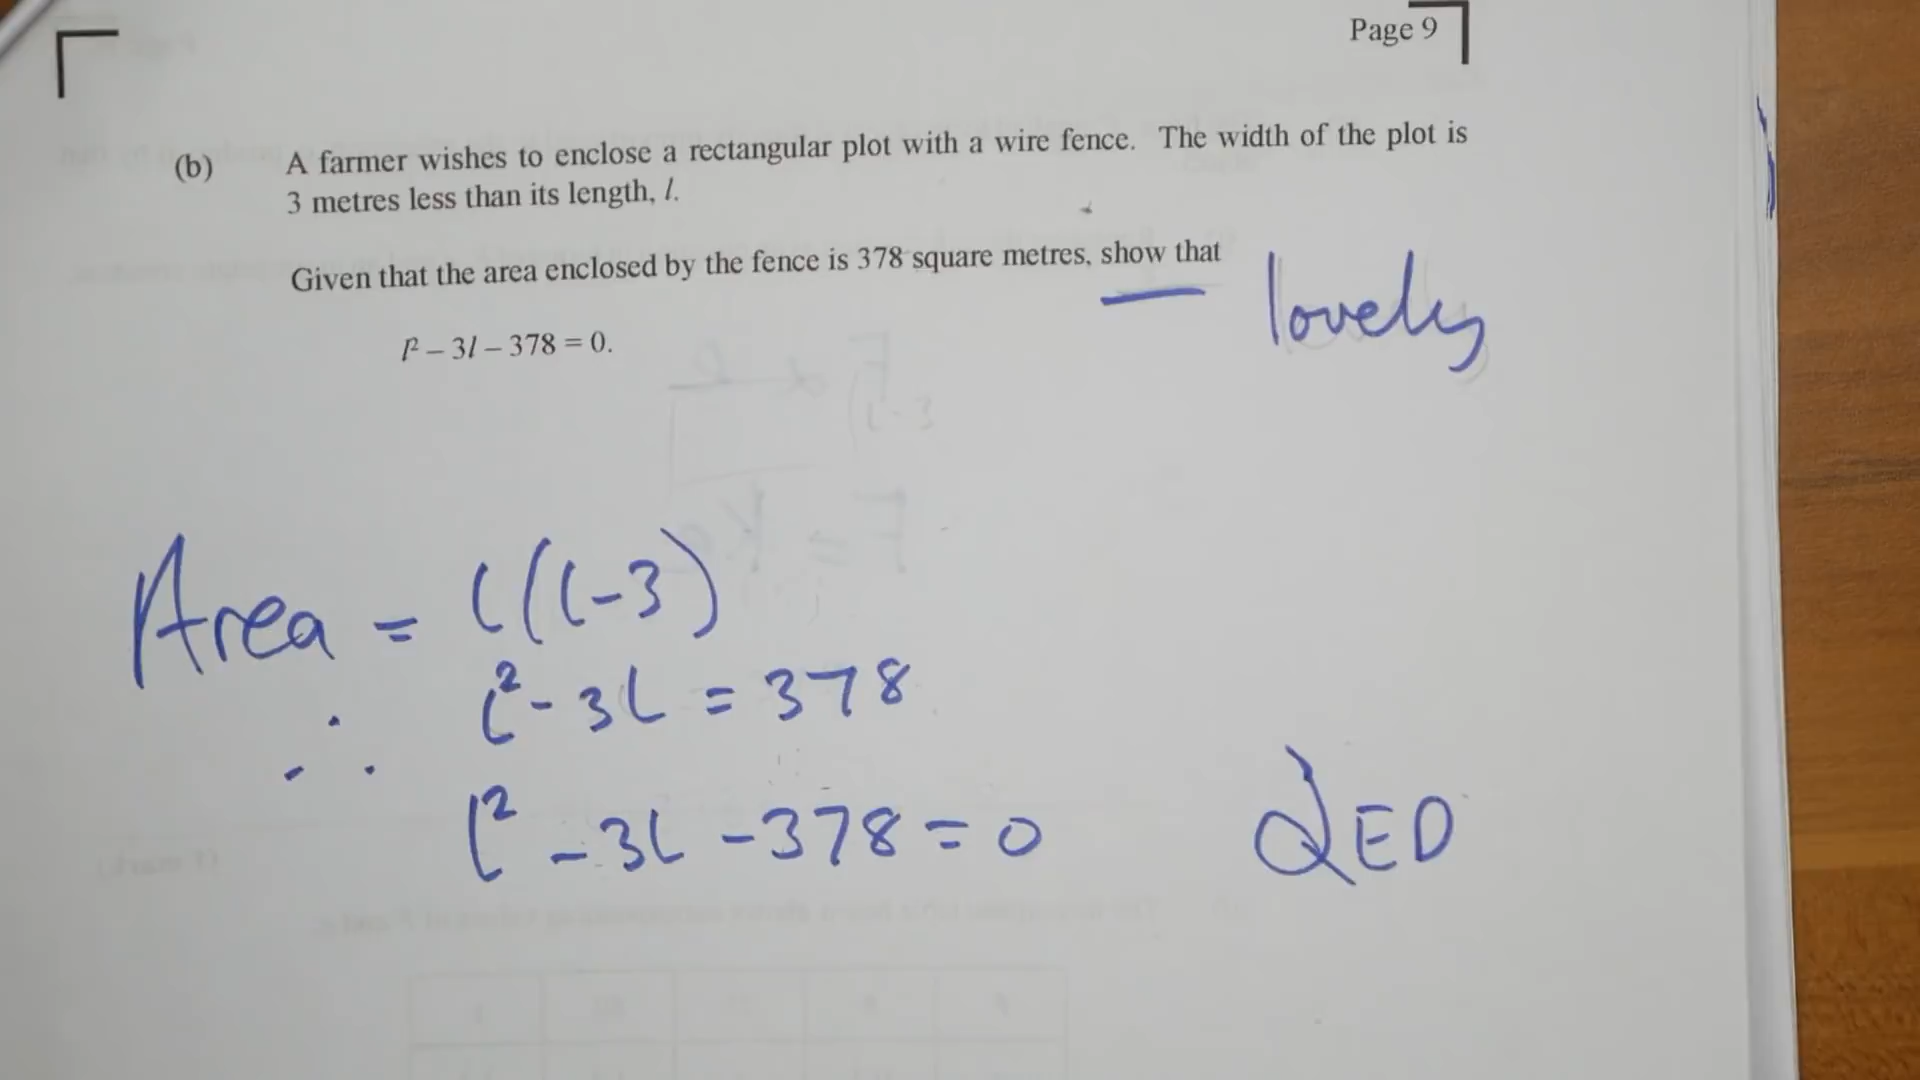 Page 9
(b) A farmer wishes to enclose a rectangular plot with a wire fence. The width of the plot is
3 metres less than its length, l.
Given that the area enclosed by the fence is 378 square metres, show that
lovely
l² – 3l – 378 = 0.
Area = l(l-3)
∴ l² - 3l = 378
l² - 3l - 378 = 0 QED